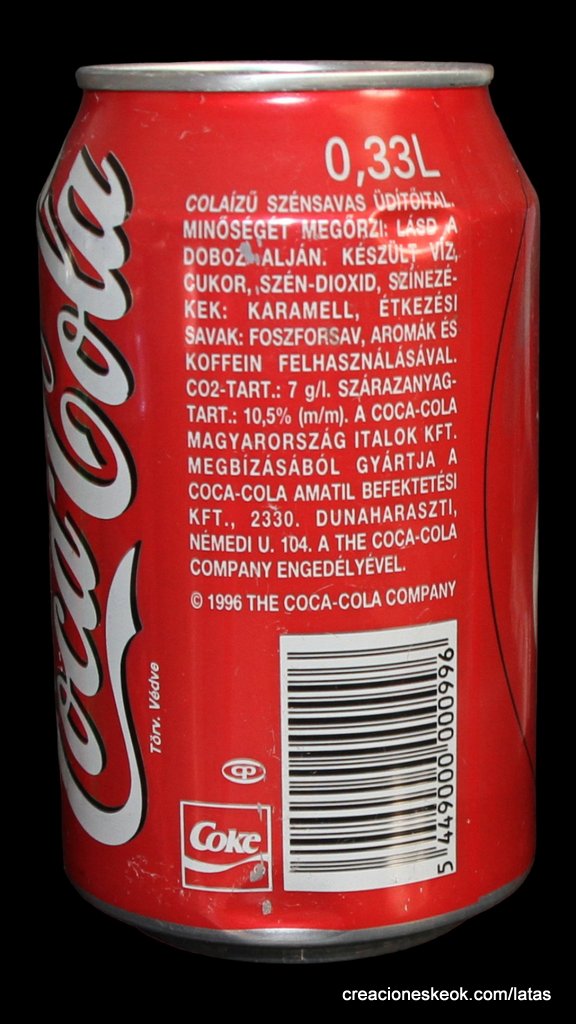 Coca-Cola
Törv. Védve
0,33L
COLAÍZŰ SZÉNSAVAS ÜDÍTŐITAL.
MINŐSÉGÉT MEGŐRZI: LÁSD A
DOBOZ ALJÁN. KÉSZÜLT VÍZ,
CUKOR, SZÉN-DIOXID, SZÍNEZÉ-
KEK: KARAMELL, ÉTKEZÉSI
SAVAK: FOSZFORSAV, AROMÁK ÉS
KOFFEIN FELHASZNÁLÁSÁVAL.
CO2-TART.: 7 g/l. SZÁRAZANYAG-
TART.: 10,5% (m/m). A COCA-COLA
MAGYARORSZÁG ITALOK KFT.
MEGBÍZÁSÁBÓL GYÁRTJA A
COCA-COLA AMATIL BEFEKTETÉSI
KFT., 2330. DUNAHARASZTI,
NÉMEDI U. 104. A THE COCA-COLA
COMPANY ENGEDÉLYÉVEL.
© 1996 THE COCA-COLA COMPANY
5 449000 000996
Coke
creacioneskeok.com/latas